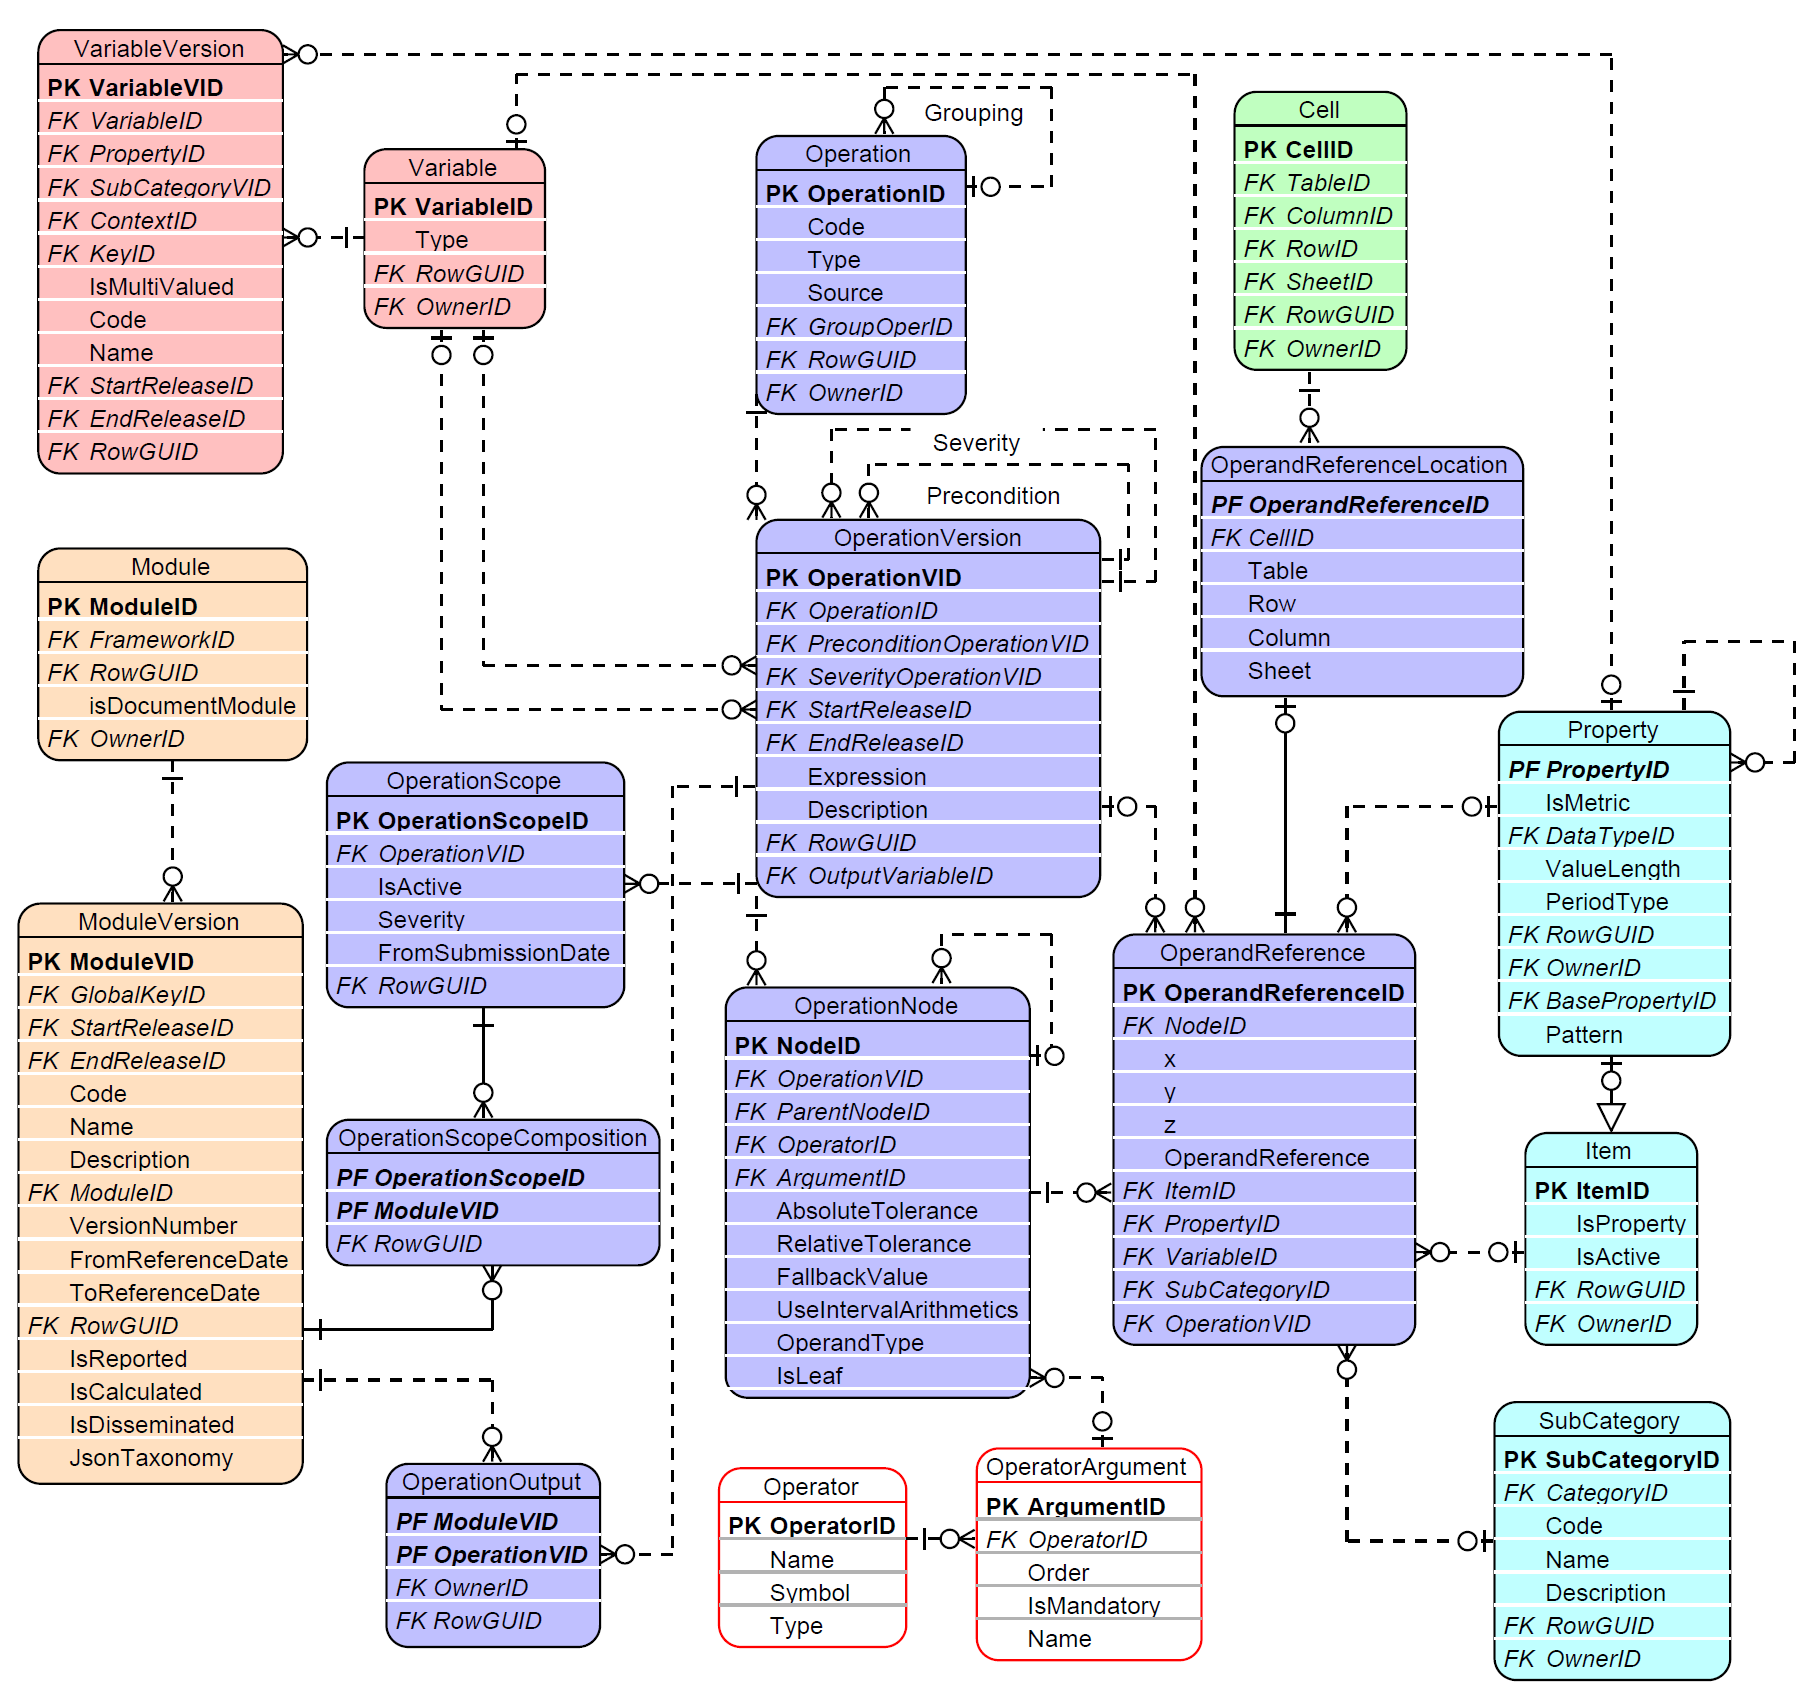 VariableVersion
PK VariableVID
FK VariableID
FK PropertyID
FK SubCategoryVID
FK ContextID
FK KeyID
IsMultiValued
Code
Name
FK StartReleaseID
FK EndReleaseID
FK RowGUID
Variable
PK VariableID
Type
FK RowGUID
FK OwnerID
Grouping
Operation
PK OperationID
Code
Type
Source
FK GroupOperID
FK RowGUID
FK OwnerID
Cell
PK CellID
FK TableID
FK ColumnID
FK RowID
FK SheetID
FK RowGUID
FK OwnerID
Severity
Precondition
OperationVersion
PK OperationVID
FK OperationID
FK PreconditionOperationVID
FK SeverityOperationVID
FK StartReleaseID
FK EndReleaseID
Expression
Description
FK RowGUID
FK OutputVariableID
OperandReferenceLocation
PF OperandReferenceID
FK CellID
Table
Row
Column
Sheet
Module
PK ModuleID
FK FrameworkID
FK RowGUID
isDocumentModule
FK OwnerID
OperationScope
PK OperationScopeID
FK OperationVID
IsActive
Severity
FromSubmissionDate
FK RowGUID
Property
PF PropertyID
IsMetric
FK DataTypeID
ValueLength
PeriodType
FK RowGUID
FK OwnerID
FK BasePropertyID
Pattern
ModuleVersion
PK ModuleVID
FK GlobalKeyID
FK StartReleaseID
FK EndReleaseID
Code
Name
Description
FK ModuleID
VersionNumber
FromReferenceDate
ToReferenceDate
FK RowGUID
IsReported
IsCalculated
IsDisseminated
JsonTaxonomy
OperationScopeComposition
PF OperationScopeID
PF ModuleVID
FK RowGUID
OperationNode
PK NodeID
FK OperationVID
FK ParentNodeID
FK OperatorID
FK ArgumentID
AbsoluteTolerance
RelativeTolerance
FallbackValue
UseIntervalArithmetics
OperandType
IsLeaf
OperandReference
PK OperandReferenceID
FK NodeID
x
y
z
OperandReference
FK ItemID
FK PropertyID
FK VariableID
FK SubCategoryID
FK OperationVID
Item
PK ItemID
IsProperty
IsActive
FK RowGUID
FK OwnerID
OperationOutput
PF ModuleVID
PF OperationVID
FK OwnerID
FK RowGUID
Operator
PK OperatorID
Name
Symbol
Type
OperatorArgument
PK ArgumentID
FK OperatorID
Order
IsMandatory
Name
SubCategory
PK SubCategoryID
FK CategoryID
Code
Name
Description
FK RowGUID
FK OwnerID